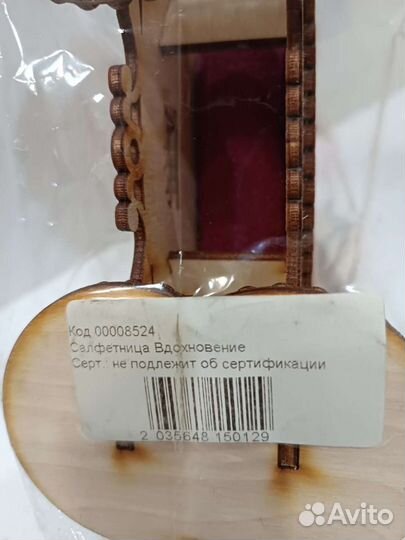 Код 00008524
Салфетница Вдохновение
Серт.: не подлежит об сертификации
2 035648 150129
Avito